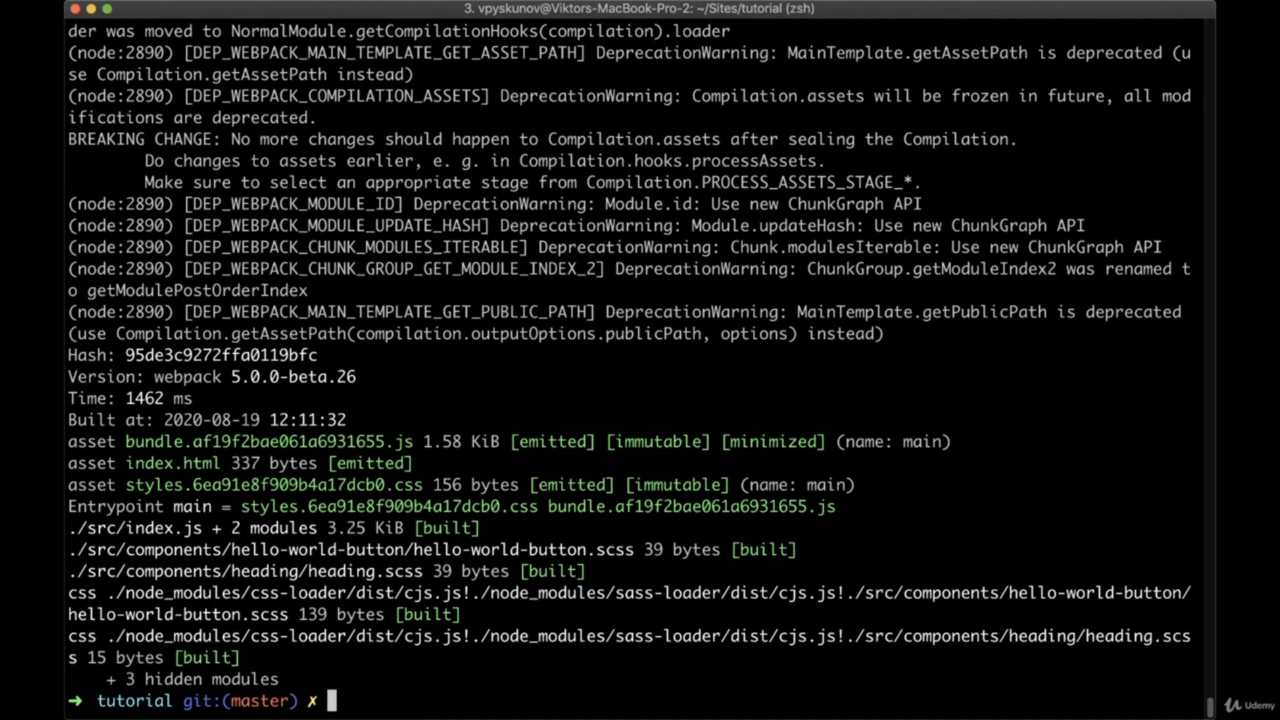 3. vpyskunov@Viktors-MacBook-Pro-2: ~/Sites/tutorial (zsh)
der was moved to NormalModule.getCompilationHooks(compilation).loader
(node:2890) [DEP_WEBPACK_MAIN_TEMPLATE_GET_ASSET_PATH] DeprecationWarning: MainTemplate.getAssetPath is deprecated (u
se Compilation.getAssetPath instead)
(node:2890) [DEP_WEBPACK_COMPILATION_ASSETS] DeprecationWarning: Compilation.assets will be frozen in future, all mod
ifications are deprecated.
BREAKING CHANGE: No more changes should happen to Compilation.assets after sealing the Compilation.
        Do changes to assets earlier, e. g. in Compilation.hooks.processAssets.
        Make sure to select an appropriate stage from Compilation.PROCESS_ASSETS_STAGE_*.
(node:2890) [DEP_WEBPACK_MODULE_ID] DeprecationWarning: Module.id: Use new ChunkGraph API
(node:2890) [DEP_WEBPACK_MODULE_UPDATE_HASH] DeprecationWarning: Module.updateHash: Use new ChunkGraph API
(node:2890) [DEP_WEBPACK_CHUNK_MODULES_ITERABLE] DeprecationWarning: Chunk.modulesIterable: Use new ChunkGraph API
(node:2890) [DEP_WEBPACK_CHUNK_GROUP_GET_MODULE_INDEX_2] DeprecationWarning: ChunkGroup.getModuleIndex2 was renamed t
o getModulePostOrderIndex
(node:2890) [DEP_WEBPACK_MAIN_TEMPLATE_GET_PUBLIC_PATH] DeprecationWarning: MainTemplate.getPublicPath is deprecated
(use Compilation.getAssetPath(compilation.outputOptions.publicPath, options) instead)
Hash: 95de3c9272ffa0119bfc
Version: webpack 5.0.0-beta.26
Time: 1462 ms
Built at: 2020-08-19 12:11:32
asset bundle.af19f2bae061a6931655.js 1.58 KiB [emitted] [immutable] [minimized] (name: main)
asset index.html 337 bytes [emitted]
asset styles.6ea91e8f909b4a17dcb0.css 156 bytes [emitted] [immutable] (name: main)
Entrypoint main = styles.6ea91e8f909b4a17dcb0.css bundle.af19f2bae061a6931655.js
./src/index.js + 2 modules 3.25 KiB [built]
./src/components/hello-world-button/hello-world-button.scss 39 bytes [built]
./src/components/heading/heading.scss 39 bytes [built]
css ./node_modules/css-loader/dist/cjs.js!./node_modules/sass-loader/dist/cjs.js!./src/components/hello-world-button/
hello-world-button.scss 139 bytes [built]
css ./node_modules/css-loader/dist/cjs.js!./node_modules/sass-loader/dist/cjs.js!./src/components/heading/heading.scs
s 15 bytes [built]
    + 3 hidden modules
➜ tutorial git:(master) ✗
Udemy